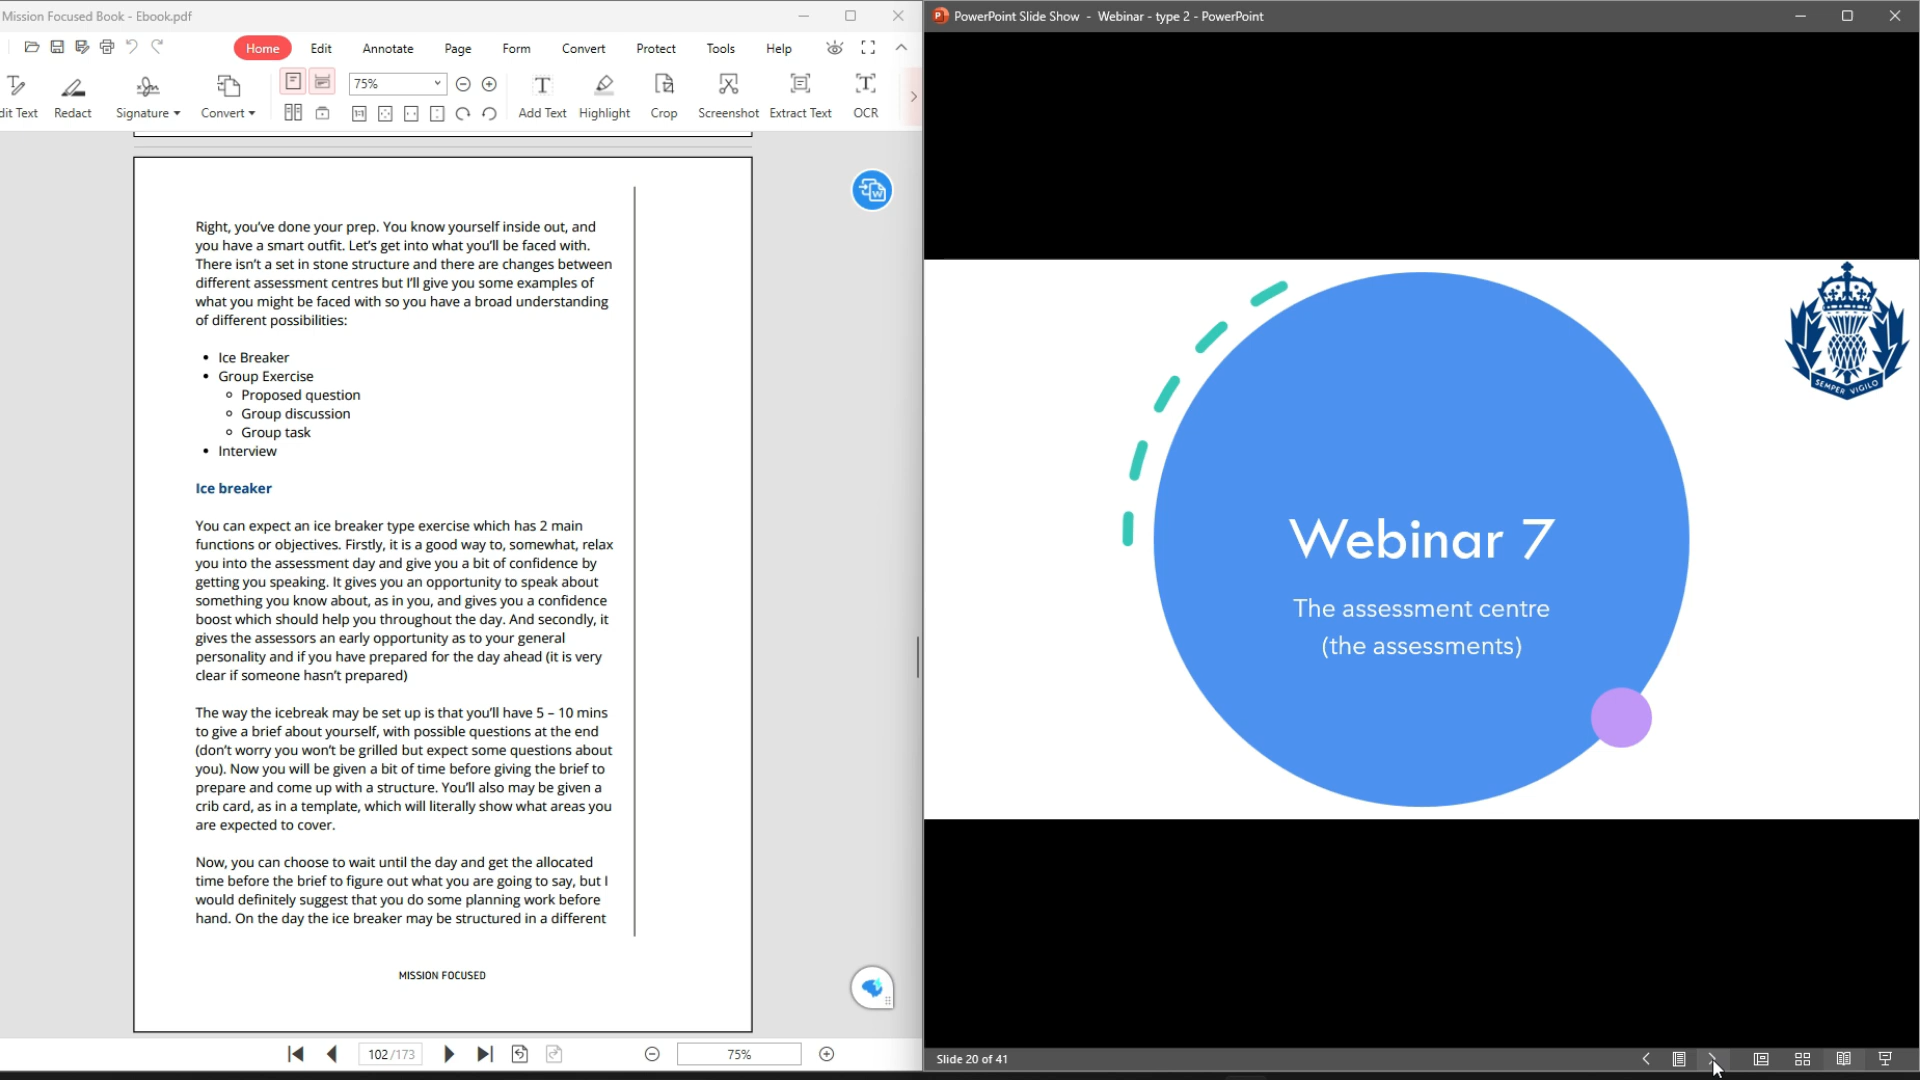 Mission Focused Book - Ebook.pdf
Home Edit Annotate Page Form Convert Protect Tools Help
75%
dit Text Redact Signature Convert Add Text Highlight Crop Screenshot Extract Text OCR
Right, you've done your prep. You know yourself inside out, and
you have a smart outfit. Let's get into what you'll be faced with.
There isn't a set in stone structure and there are changes between
different assessment centres but I'll give you some examples of
what you might be faced with so you have a broad understanding
of different possibilities:
• Ice Breaker
• Group Exercise
◦ Proposed question
◦ Group discussion
◦ Group task
• Interview
Ice breaker
You can expect an ice breaker type exercise which has 2 main
functions or objectives. Firstly, it is a good way to, somewhat, relax
you into the assessment day and give you a bit of confidence by
getting you speaking. It gives you an opportunity to speak about
something you know about, as in you, and gives you a confidence
boost which should help you throughout the day. And secondly, it
gives the assessors an early opportunity as to your general
personality and if you have prepared for the day ahead (it is very
clear if someone hasn't prepared)
The way the icebreak may be set up is that you'll have 5 – 10 mins
to give a brief about yourself, with possible questions at the end
(don't worry you won't be grilled but expect some questions about
you). Now you will be given a bit of time before giving the brief to
prepare and come up with a structure. You'll also may be given a
crib card, as in a template, which will literally show what areas you
are expected to cover.
Now, you can choose to wait until the day and get the allocated
time before the brief to figure out what you are going to say, but I
would definitely suggest that you do some planning work before
hand. On the day the ice breaker may be structured in a different
MISSION FOCUSED
102 /173
75%
PowerPoint Slide Show - Webinar - type 2 - PowerPoint
SEMPER VIGILO
Webinar 7
The assessment centre
(the assessments)
Slide 20 of 41